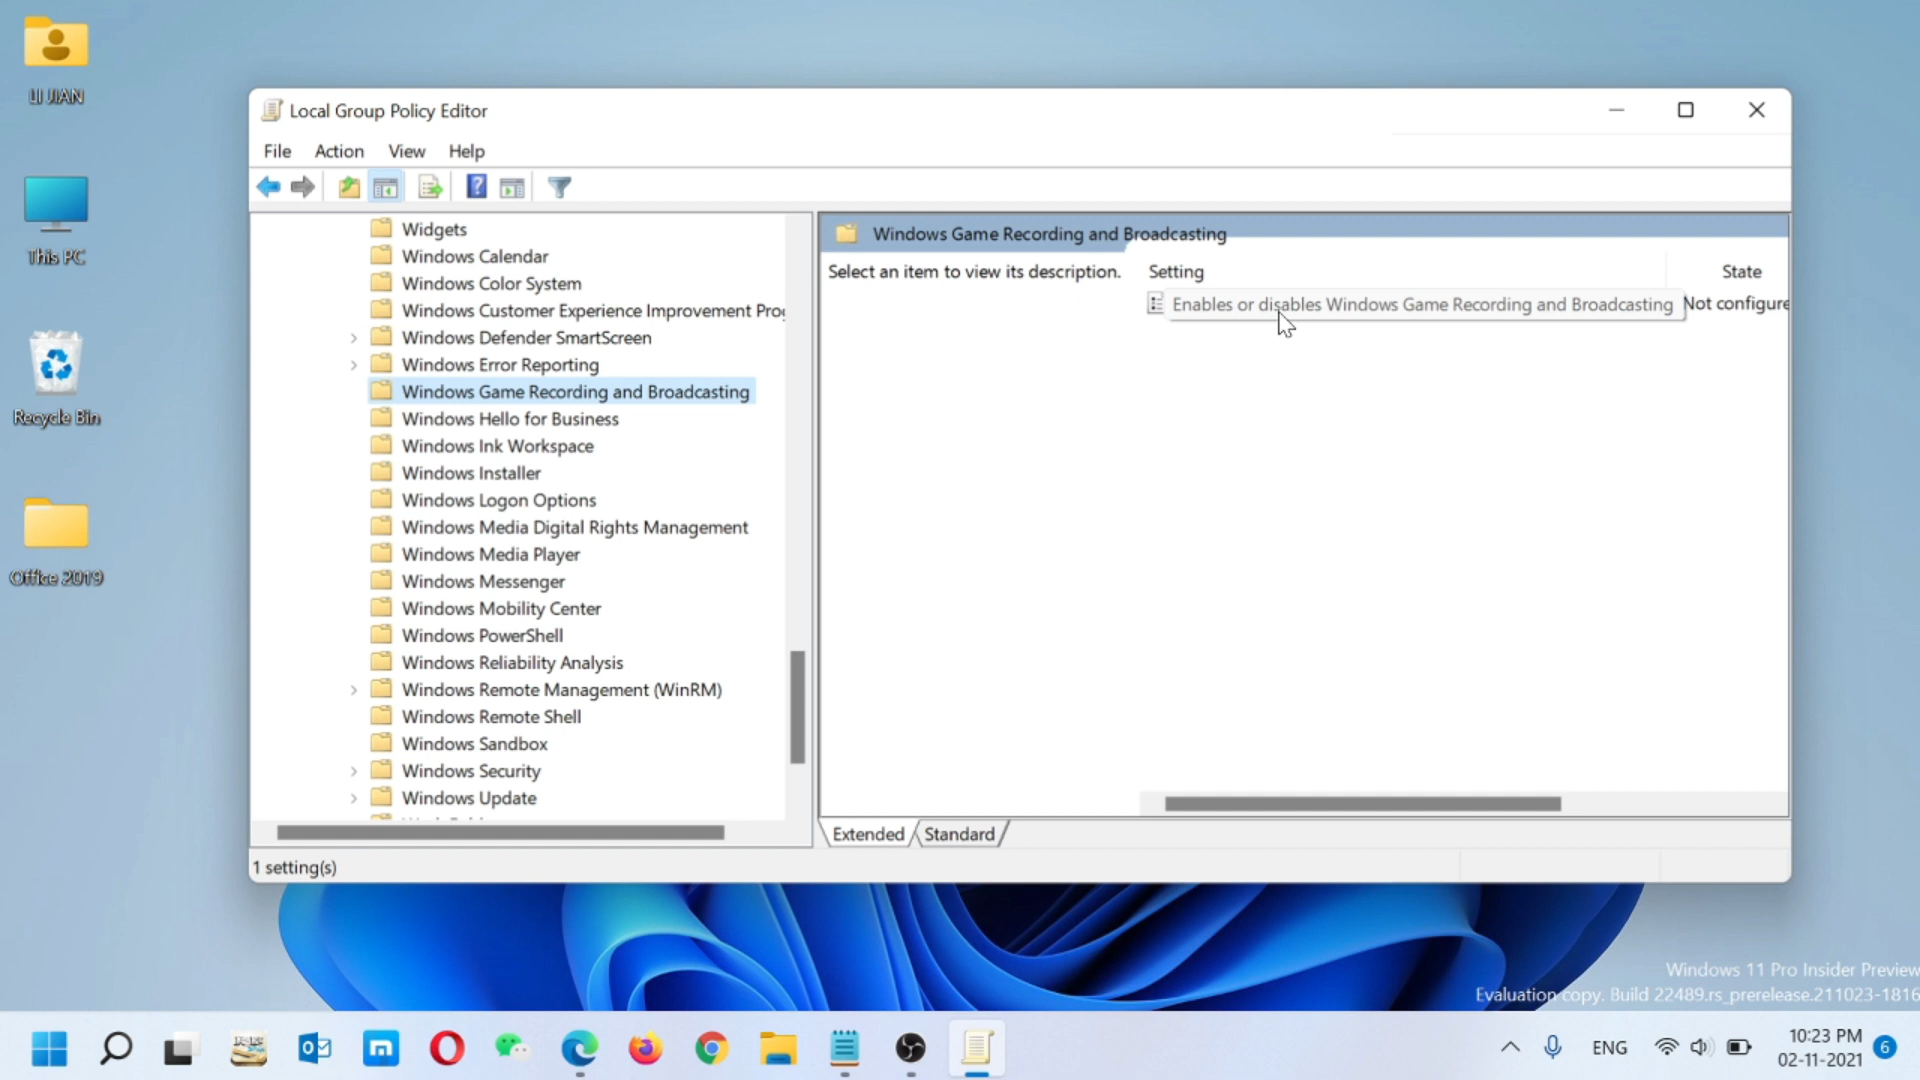 LI JIAN
This PC
Recycle Bin
Office 2019
Local Group Policy Editor
File Action View Help
Widgets
Windows Calendar
Windows Color System
Windows Customer Experience Improvement Pro
Windows Defender SmartScreen
Windows Error Reporting
Windows Game Recording and Broadcasting
Windows Hello for Business
Windows Ink Workspace
Windows Installer
Windows Logon Options
Windows Media Digital Rights Management
Windows Media Player
Windows Messenger
Windows Mobility Center
Windows PowerShell
Windows Reliability Analysis
Windows Remote Management (WinRM)
Windows Remote Shell
Windows Sandbox
Windows Security
Windows Update
Windows Game Recording and Broadcasting
Select an item to view its description.
Setting State
Enables or disables Windows Game Recording and Broadcasting Not configure
Extended Standard
1 setting(s)
Windows 11 Pro Insider Preview
Evaluation copy. Build 22489.rs_prerelease.211023-1816
ENG
10:23 PM
02-11-2021
6